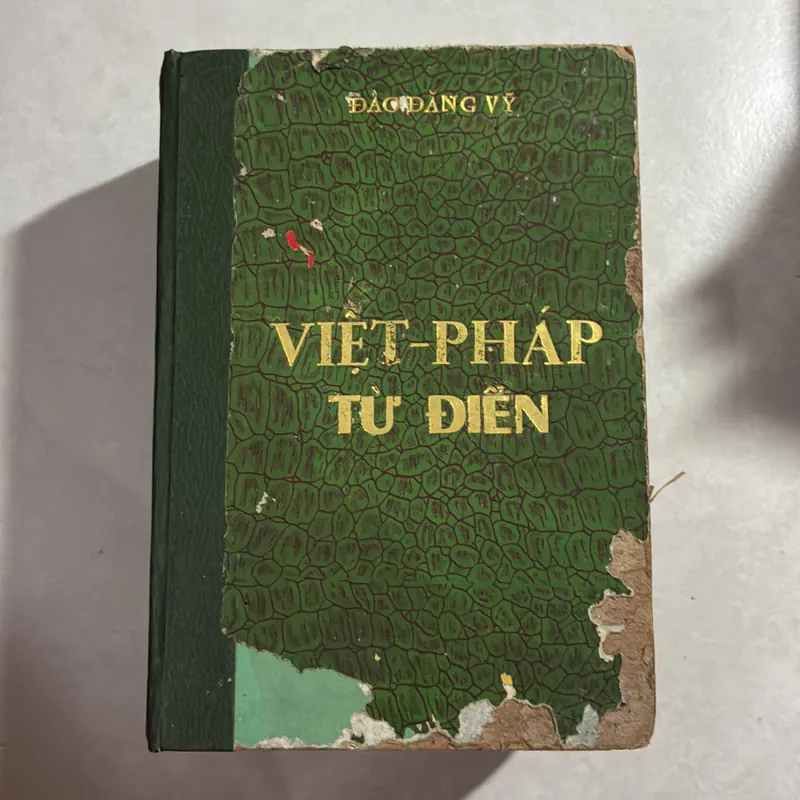 ĐÀO ĐĂNG VỸ
VIỆT-PHÁP
TỪ ĐIỂN